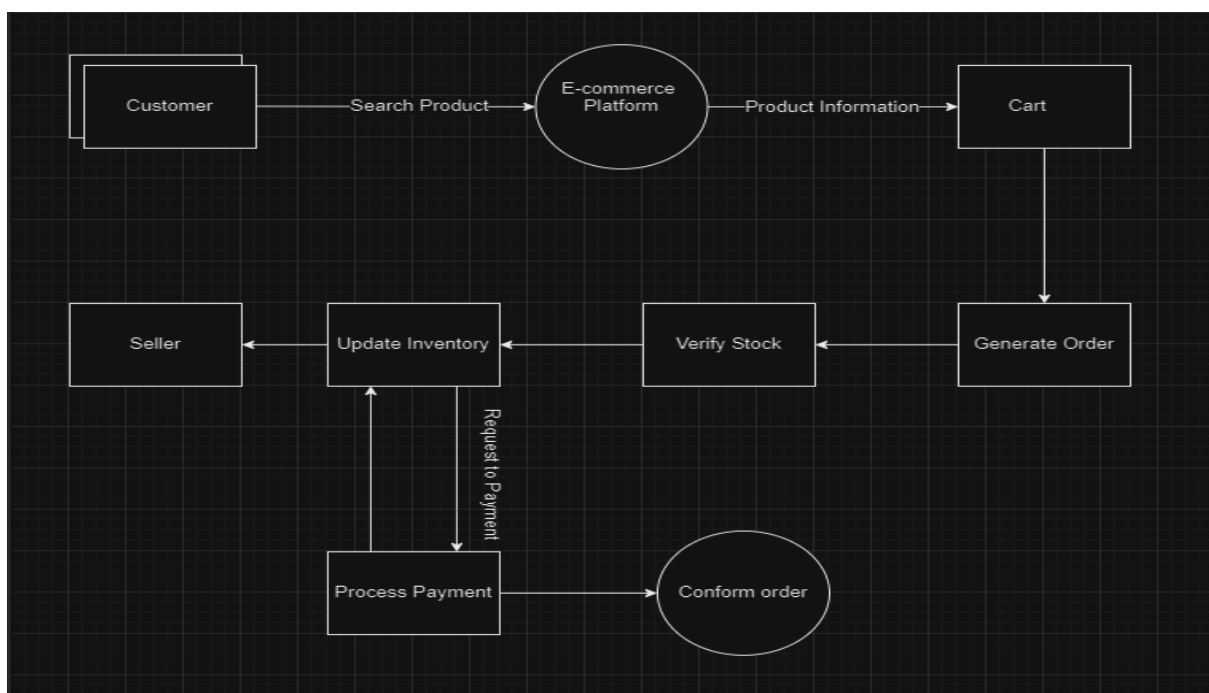 Customer
Search Product
E-commerce
Platform
Product Information
Cart
Seller
Update Inventory
Verify Stock
Generate Order
Request to Payment
Process Payment
Conform order